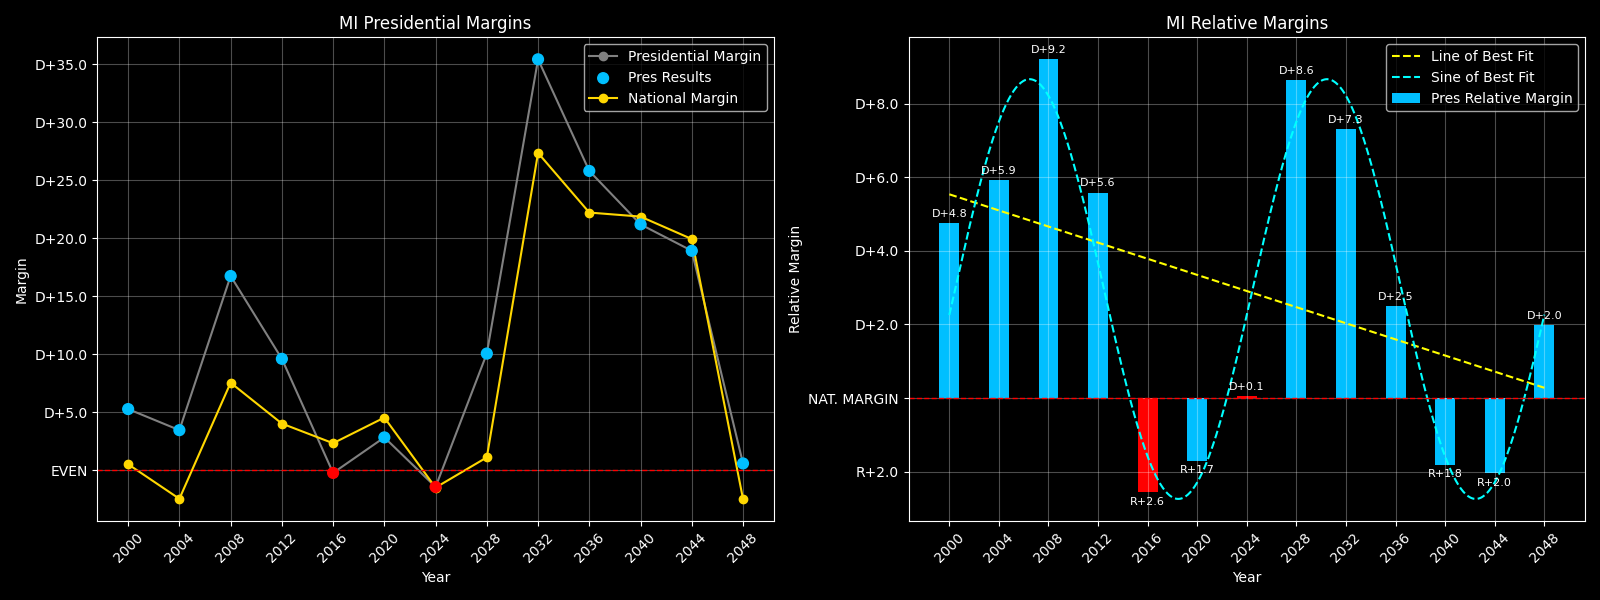 MI Presidential Margins
Presidential Margin
Pres Results
National Margin
Margin
D+35.0
D+30.0
D+25.0
D+20.0
D+15.0
D+10.0
D+5.0
EVEN
2000
2004
2008
2012
2016
2020
2024
2028
2032
2036
2040
2044
2048
Year
MI Relative Margins
Line of Best Fit
Sine of Best Fit
Pres Relative Margin
Relative Margin
D+8.0
D+6.0
D+4.0
D+2.0
NAT. MARGIN
R+2.0
D+4.8
D+5.9
D+9.2
D+5.6
R+2.6
R+1.7
D+0.1
D+8.6
D+7.3
D+2.5
R+1.8
R+2.0
D+2.0
2000
2004
2008
2012
2016
2020
2024
2028
2032
2036
2040
2044
2048
Year